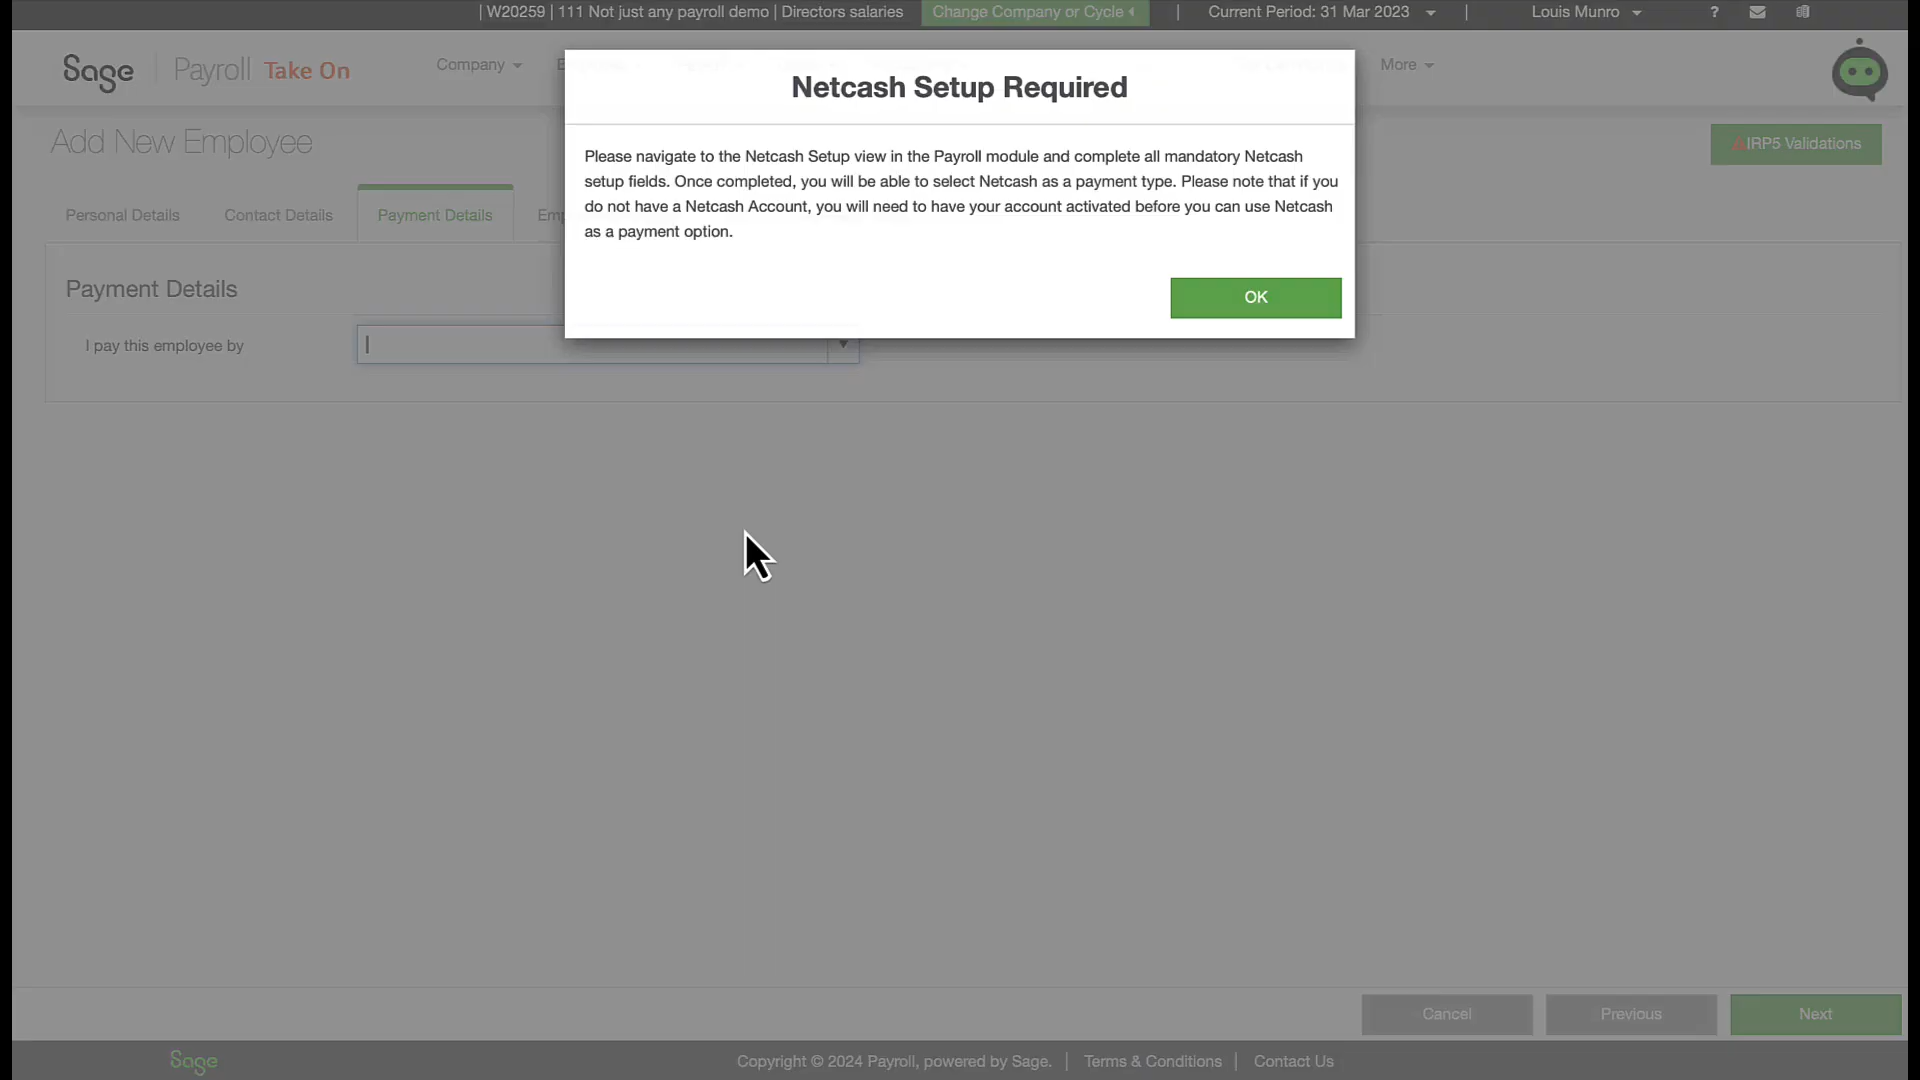 | W20259 | 111 Not just any payroll demo | Directors salaries Change Company or Cycle | Current Period: 31 Mar 2023 | Louis Munro ?
Sage Payroll Take On Company More
Netcash Setup Required
Add New Employee
IRP5 Validations
Please navigate to the Netcash Setup view in the Payroll module and complete all mandatory Netcash
setup fields. Once completed, you will be able to select Netcash as a payment type. Please note that if you
do not have a Netcash Account, you will need to have your account activated before you can use Netcash
as a payment option.
Personal Details Contact Details Payment Details
OK
Payment Details
I pay this employee by
Cancel Previous Next
Sage Copyright © 2024 Payroll, powered by Sage. | Terms & Conditions | Contact Us